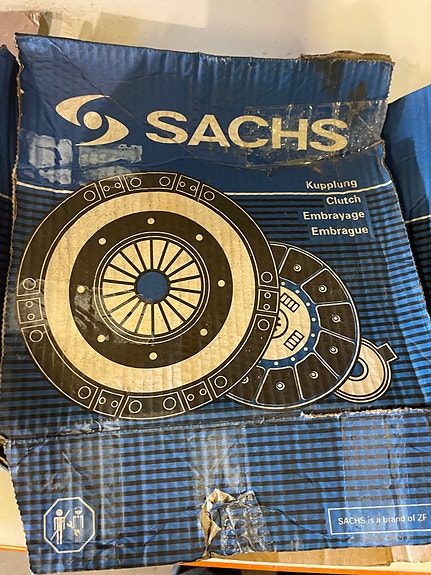 SACHS
Kupplung
Clutch
Embrayage
Embrague
SACHS is a brand of ZF